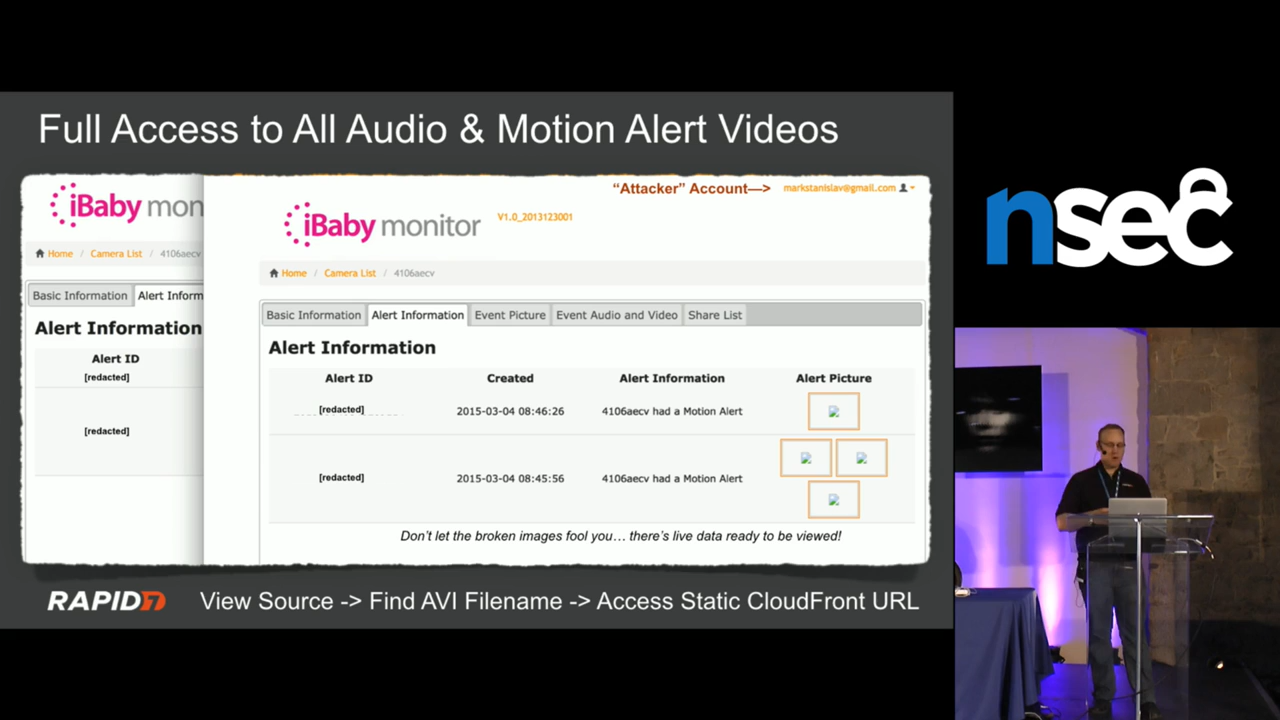 Full Access to All Audio & Motion Alert Videos
iBaby mon
Home / Camera List / 4106aecv
Basic Information Alert Inform
Alert Information
Alert ID
[redacted]
[redacted]
"Attacker" Account—> markstanislav@gmail.com
iBaby monitor V1.0_2013123001
Home / Camera List / 4106aecv
Basic Information Alert Information Event Picture Event Audio and Video Share List
Alert Information
Alert ID Created Alert Information Alert Picture
[redacted] 2015-03-04 08:46:26 4106aecv had a Motion Alert
[redacted] 2015-03-04 08:45:56 4106aecv had a Motion Alert
Don't let the broken images fool you… there's live data ready to be viewed!
RAPID7 View Source -> Find AVI Filename -> Access Static CloudFront URL
nsec